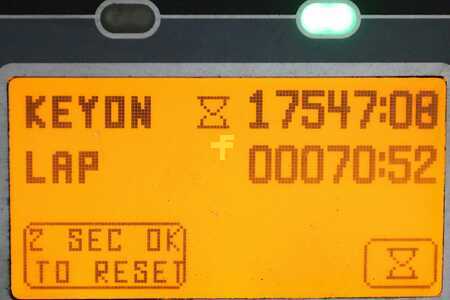 KEYON 17547:08
LAP 00070:52
2 SEC OK
TO RESET